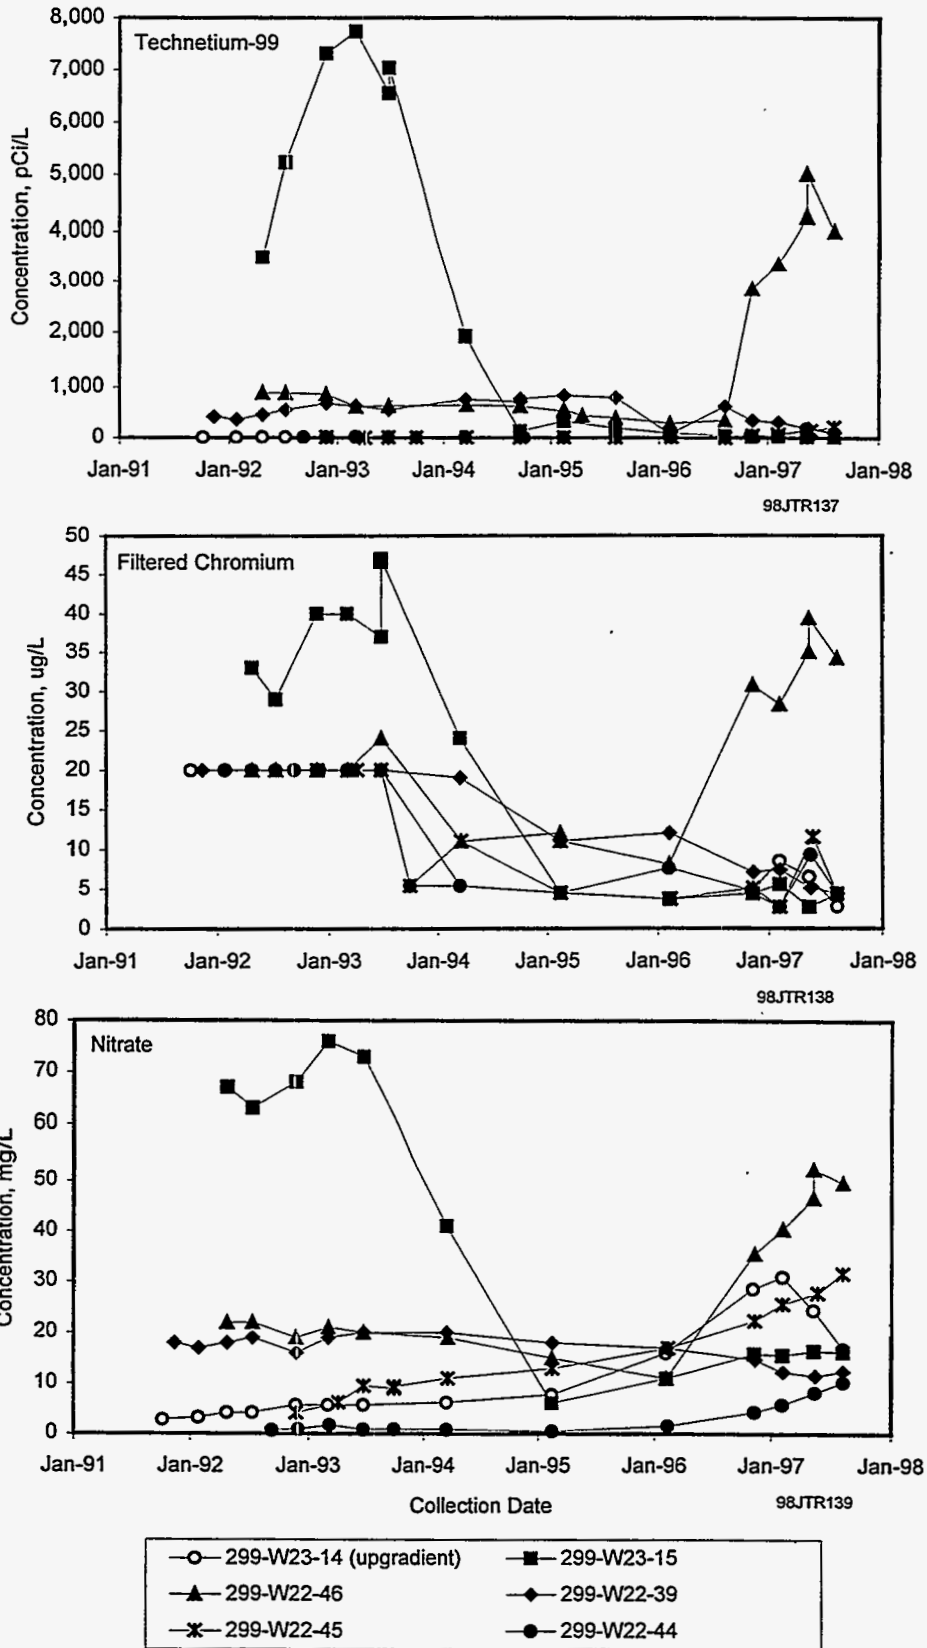 8,000
Technetium-99
7,000
6,000
5,000
4,000
3,000
2,000
1,000
0
Concentration, pCi/L
Jan-91 Jan-92 Jan-93 Jan-94 Jan-95 Jan-96 Jan-97 Jan-98
98JTR137
50
Filtered Chromium
45
40
35
30
25
20
15
10
5
0
Concentration, ug/L
Jan-91 Jan-92 Jan-93 Jan-94 Jan-95 Jan-96 Jan-97 Jan-98
98JTR138
80
Nitrate
70
60
50
40
30
20
10
0
Concentration, mg/L
Jan-91 Jan-92 Jan-93 Jan-94 Jan-95 Jan-96 Jan-97 Jan-98
Collection Date
98JTR139
299-W23-14 (upgradient) 299-W23-15
299-W22-46 299-W22-39
299-W22-45 299-W22-44